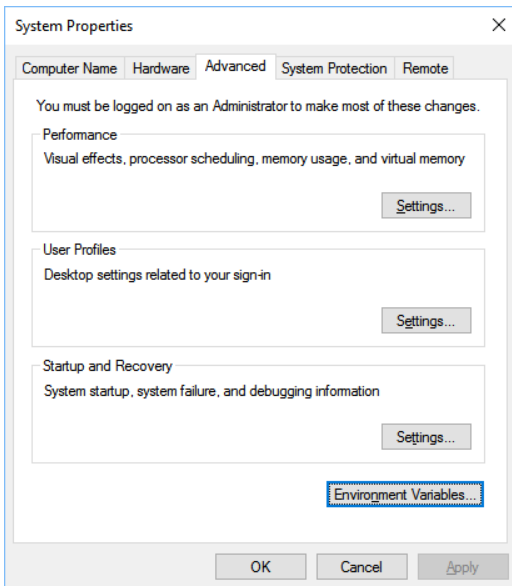 System Properties
Computer Name Hardware Advanced System Protection Remote
You must be logged on as an Administrator to make most of these changes.
Performance
Visual effects, processor scheduling, memory usage, and virtual memory
Settings...
User Profiles
Desktop settings related to your sign-in
Settings...
Startup and Recovery
System startup, system failure, and debugging information
Settings...
Environment Variables...
OK Cancel Apply